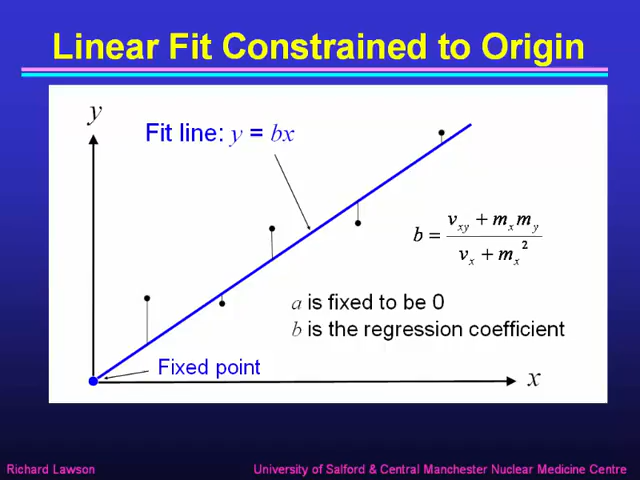 Linear Fit Constrained to Origin
y
Fit line: y = bx
b = (v_xy + m_x m_y) / (v_x + m_x^2)
a is fixed to be 0
b is the regression coefficient
Fixed point
x
Richard Lawson
University of Salford & Central Manchester Nuclear Medicine Centre